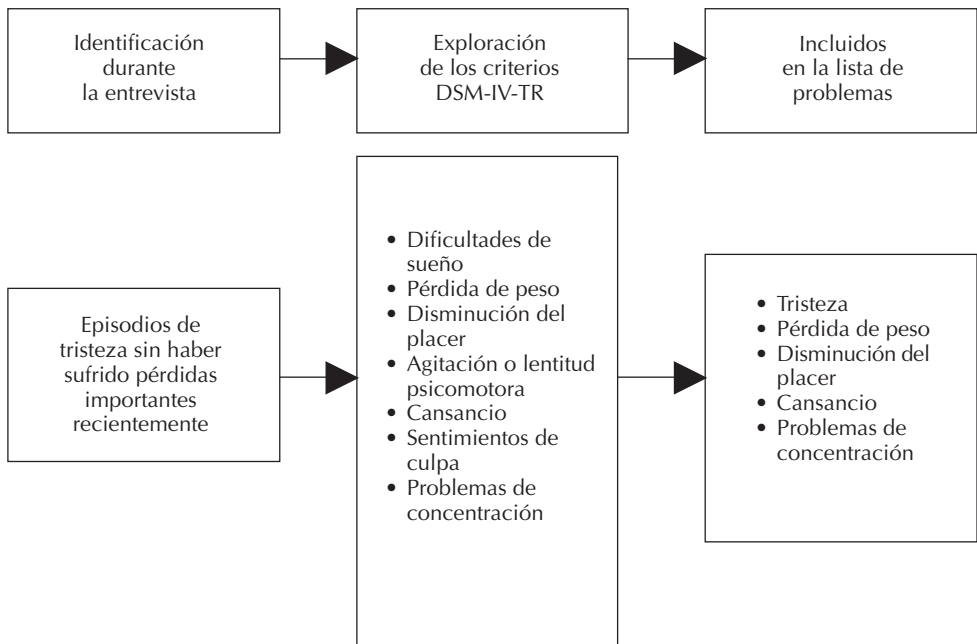 Identificación
durante
la entrevista
Exploración
de los criterios
DSM-IV-TR
Incluidos
en la lista de
problemas
Episodios de
tristeza sin haber
sufrido pérdidas
importantes
recientemente
• Dificultades de
sueño
• Pérdida de peso
• Disminución del
placer
• Agitación o lentitud
psicomotora
• Cansancio
• Sentimientos de
culpa
• Problemas de
concentración
• Tristeza
• Pérdida de peso
• Disminución del
placer
• Cansancio
• Problemas de
concentración